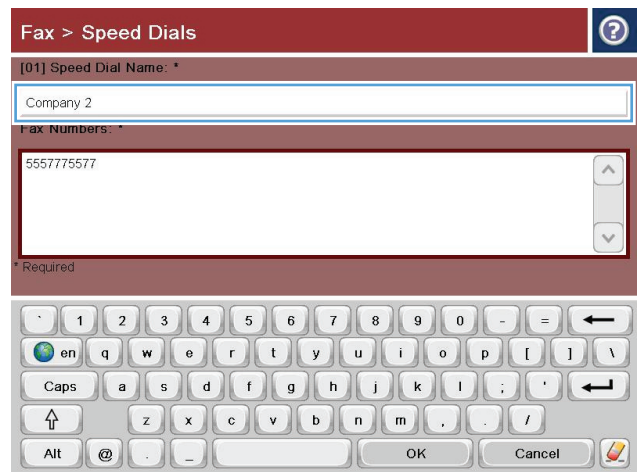 Fax > Speed Dials
?
[01] Speed Dial Name: *
Company 2
Fax Numbers: *
5557775577
* Required
` 1 2 3 4 5 6 7 8 9 0 - =
en q w e r t y u i o p [ ] \
Caps a s d f g h j k l ; '
z x c v b n m , . /
Alt @ . _ OK Cancel